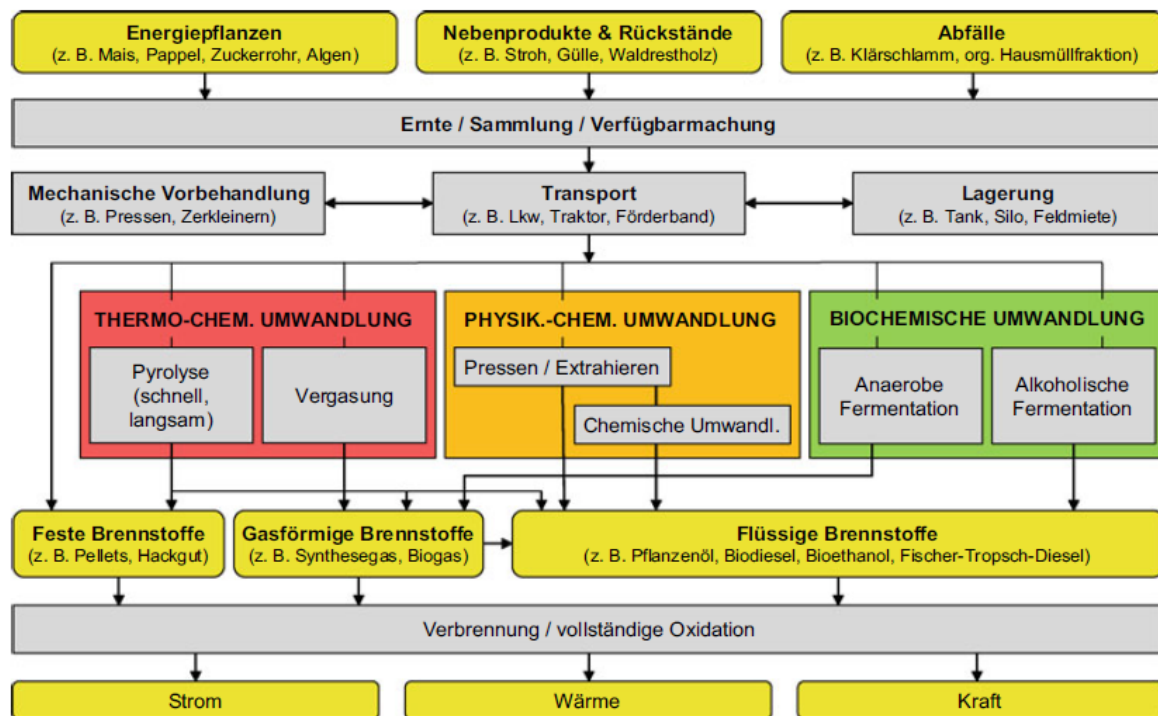 Energiepflanzen
(z. B. Mais, Pappel, Zuckerrohr, Algen)
Nebenprodukte & Rückstände
(z. B. Stroh, Gülle, Waldrestholz)
Abfälle
(z. B. Klärschlamm, org. Hausmüllfraktion)
Ernte / Sammlung / Verfügbarmachung
Mechanische Vorbehandlung
(z. B. Pressen, Zerkleinern)
Transport
(z. B. Lkw, Traktor, Förderband)
Lagerung
(z. B. Tank, Silo, Feldmiete)
THERMO-CHEM. UMWANDLUNG
Pyrolyse
(schnell,
langsam)
Vergasung
PHYSIK.-CHEM. UMWANDLUNG
Pressen / Extrahieren
Chemische Umwandl.
BIOCHEMISCHE UMWANDLUNG
Anaerobe
Fermentation
Alkoholische
Fermentation
Feste Brennstoffe
(z. B. Pellets, Hackgut)
Gasförmige Brennstoffe
(z. B. Synthesegas, Biogas)
Flüssige Brennstoffe
(z. B. Pflanzenöl, Biodiesel, Bioethanol, Fischer-Tropsch-Diesel)
Verbrennung / vollständige Oxidation
Strom
Wärme
Kraft